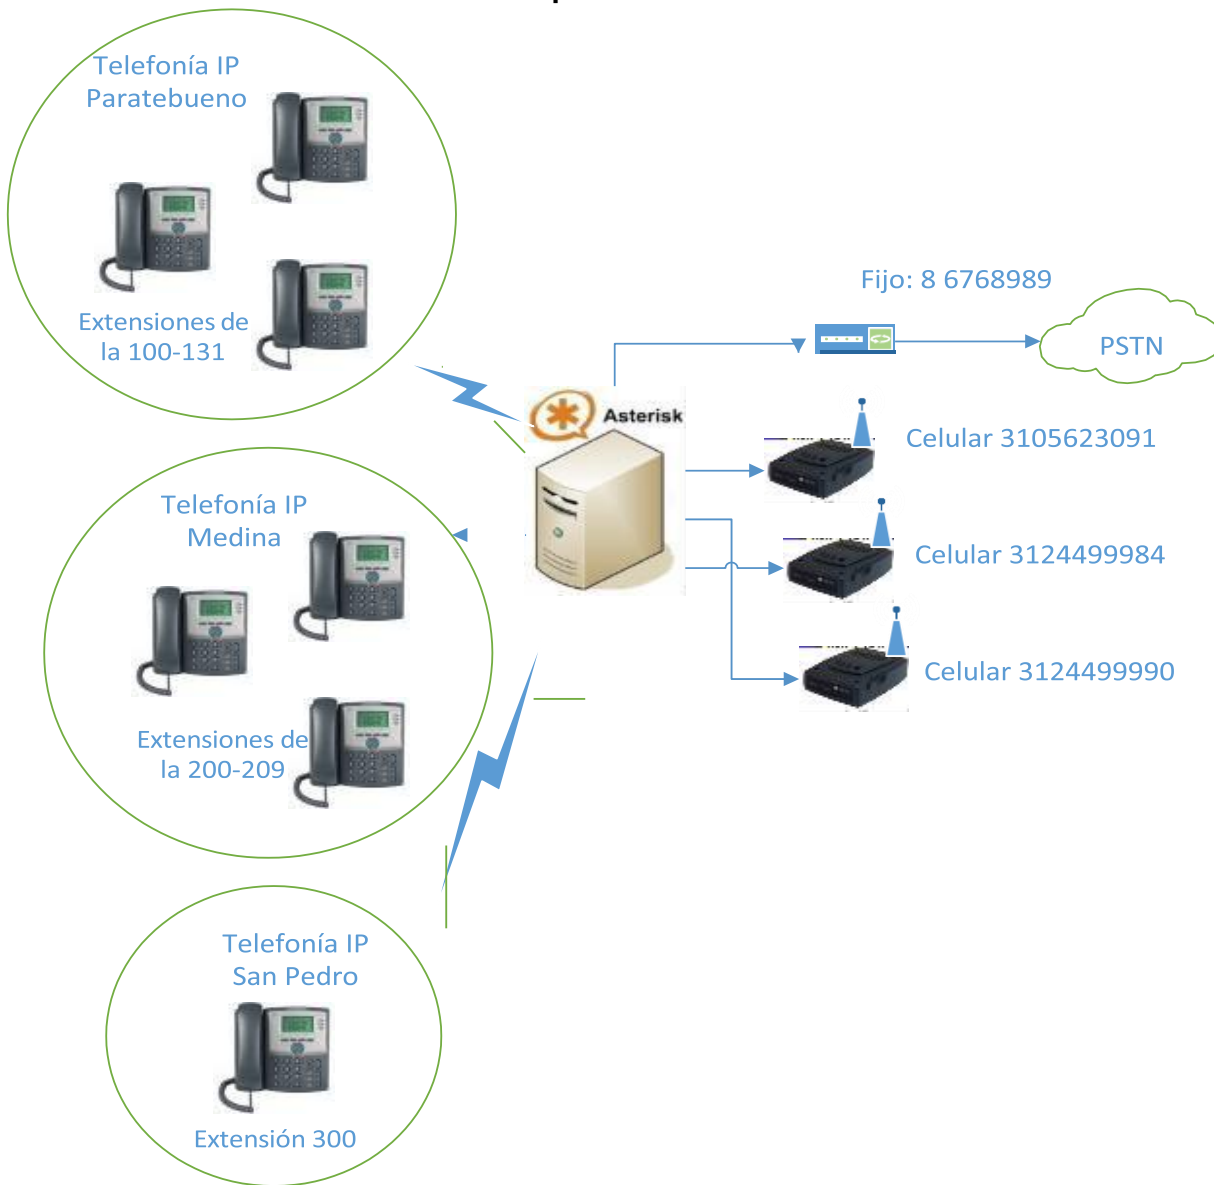 Telefonía IP
Paratebueno
Extensiones de
la 100-131
Fijo: 8 6768989
PSTN
Asterisk
Celular 3105623091
Telefonía IP
Medina
Celular 3124499984
Celular 3124499990
Extensiones de
la 200-209
Telefonía IP
San Pedro
Extensión 300